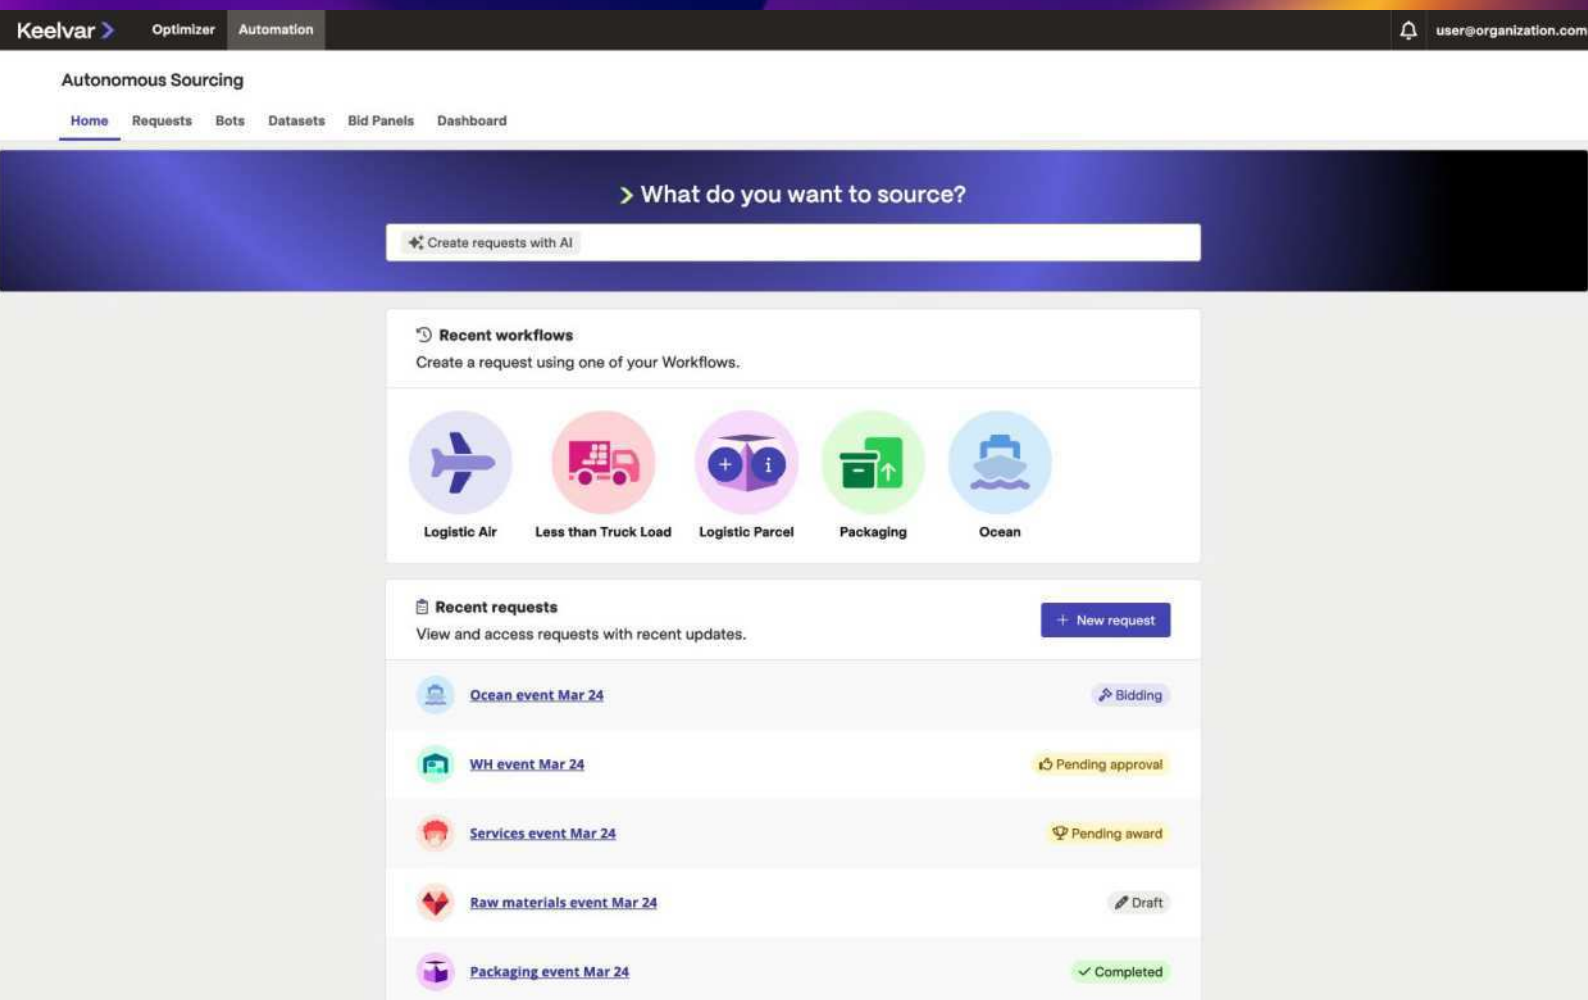 Keelvar Optimizer Automation user@organization.com
Autonomous Sourcing
Home Requests Bots Datasets Bid Panels Dashboard
What do you want to source?
Create requests with AI
Recent workflows
Create a request using one of your Workflows.
Logistic Air Less than Truck Load Logistic Parcel Packaging Ocean
Recent requests
View and access requests with recent updates.
+ New request
Ocean event Mar 24 Bidding
WH event Mar 24 Pending approval
Services event Mar 24 Pending award
Raw materials event Mar 24 Draft
Packaging event Mar 24 Completed